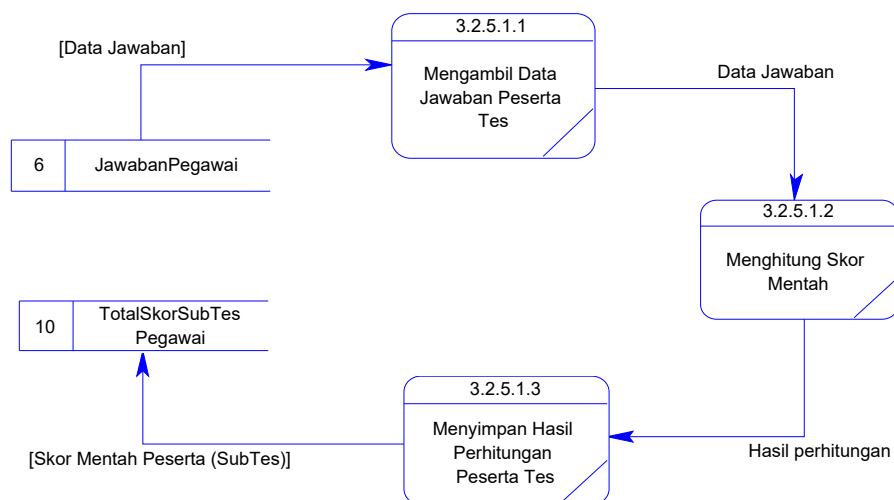 3.2.5.1.1
[Data Jawaban]
Mengambil Data
Jawaban Peserta
Tes
Data Jawaban
6
JawabanPegawai
3.2.5.1.2
Menghitung Skor
Mentah
10
TotalSkorSubTes
Pegawai
3.2.5.1.3
Menyimpan Hasil
Perhitungan
Peserta Tes
[Skor Mentah Peserta (SubTes)]
Hasil perhitungan